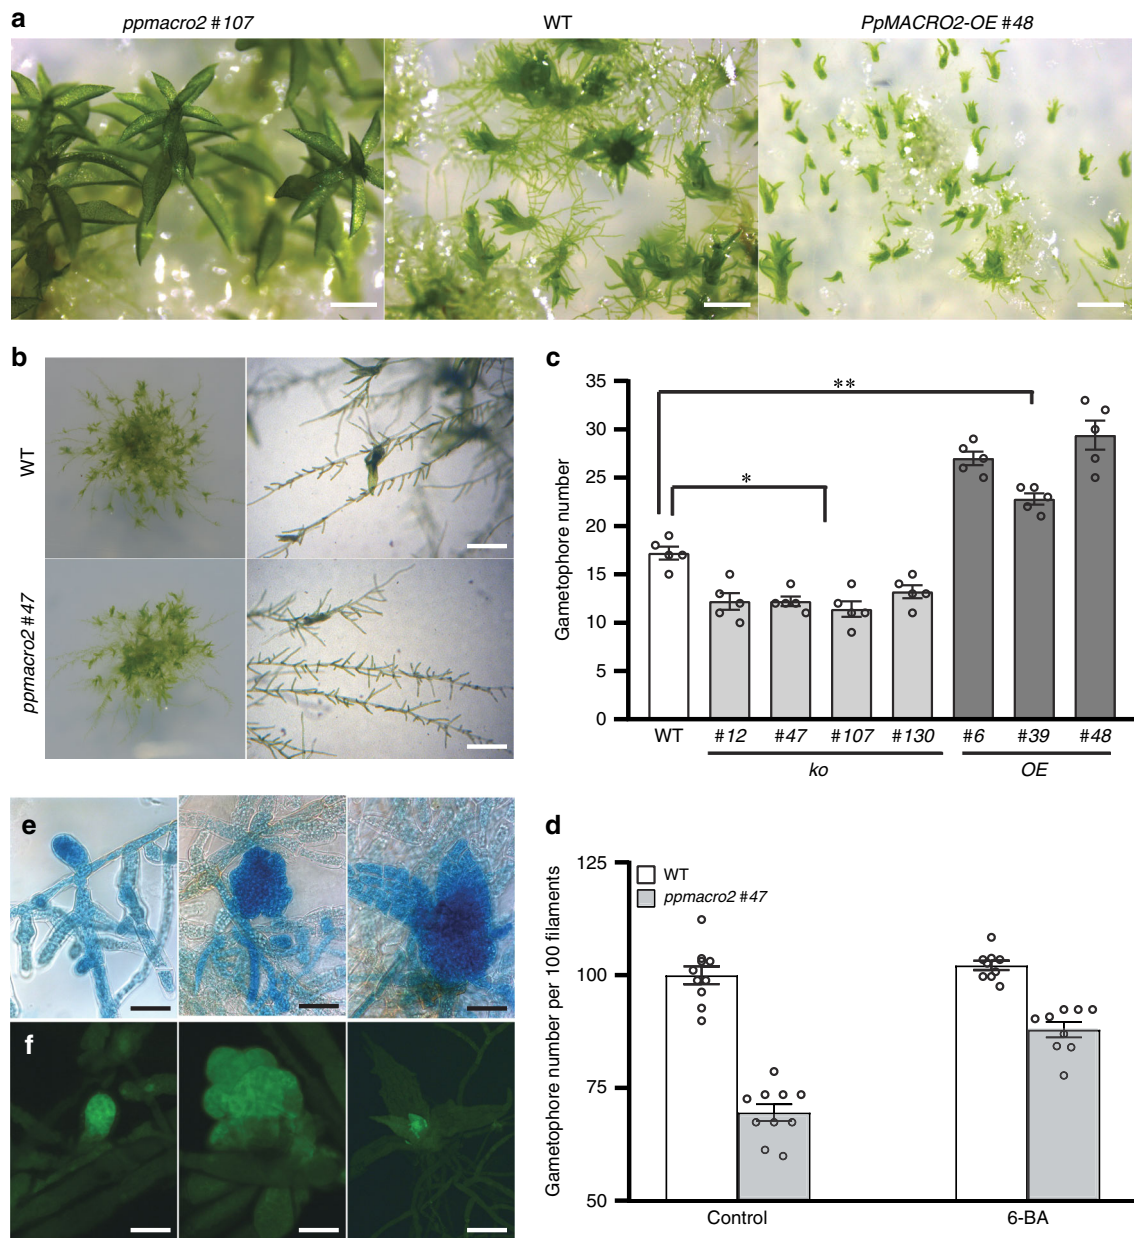 a
ppmacro2 #107
WT
PpMACRO2-OE #48
b
WT
ppmacro2 #47
c
Gametophore number
35
30
25
20
15
10
5
0
**
*
WT
#12
#47
#107
#130
#6
#39
#48
ko
OE
e
f
d
Gametophore number per 100 filaments
125
100
75
50
WT
ppmacro2 #47
Control
6-BA